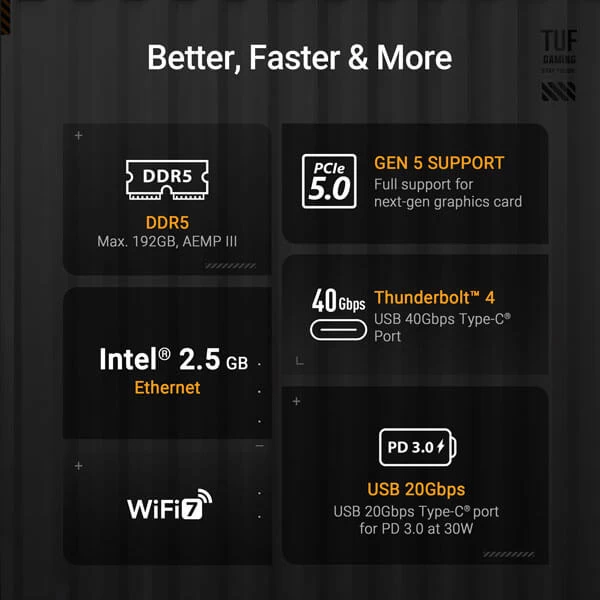 Better, Faster & More
TUF
GAMING
DDR5
DDR5
Max. 192GB, AEMP III
PCIe
5.0
GEN 5 SUPPORT
Full support for
next-gen graphics card
40Gbps
Thunderbolt™ 4
USB 40Gbps Type-C®
Port
Intel® 2.5 GB
Ethernet
PD 3.0
USB 20Gbps
USB 20Gbps Type-C® port
for PD 3.0 at 30W
WiFi 7